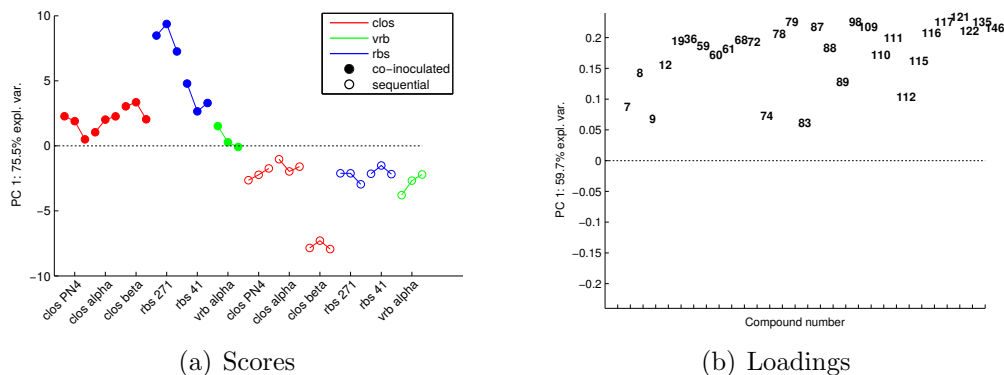 10
5
0
−5
−10
PC 1: 75.5% expl. var.
clos
vrb
rbs
co-inoculated
sequential
clos PN4
clos alpha
clos beta
rbs 271
rbs 41
vrb alpha
clos PN4
clos alpha
clos beta
rbs 271
rbs 41
vrb alpha
(a) Scores
0.2
0.15
0.1
0.05
0
−0.05
−0.1
−0.15
−0.2
PC 1: 59.7% expl. var.
7
8
9
12
19
36
59
60
61
68
72
74
78
79
83
87
88
89
98
109
110
111
112
115
116
117
121
122
135
146
Compound number
(b) Loadings